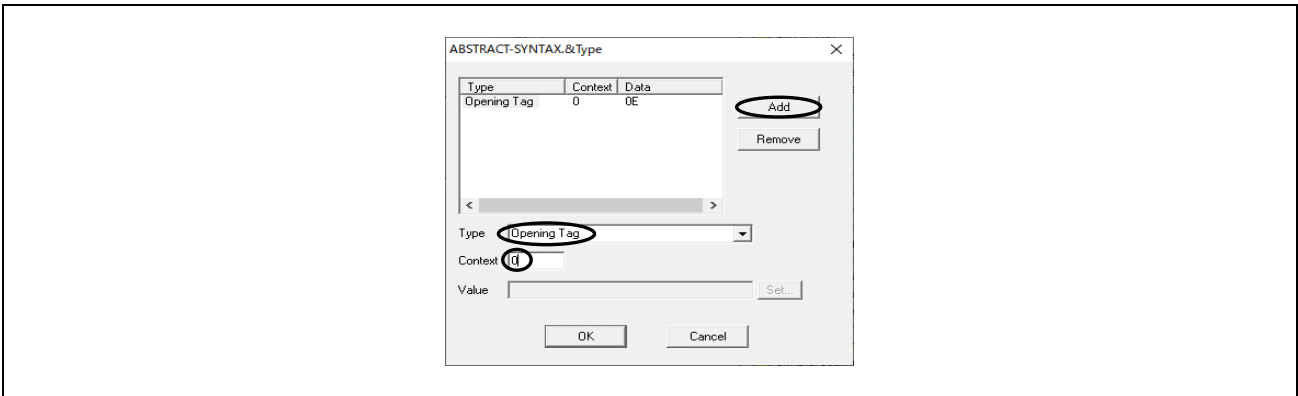 ABSTRACT-SYNTAX.&Type
Type Context Data
Opening Tag 0 0E
Add
Remove
Type Opening Tag
Context 0
Value Set...
OK Cancel